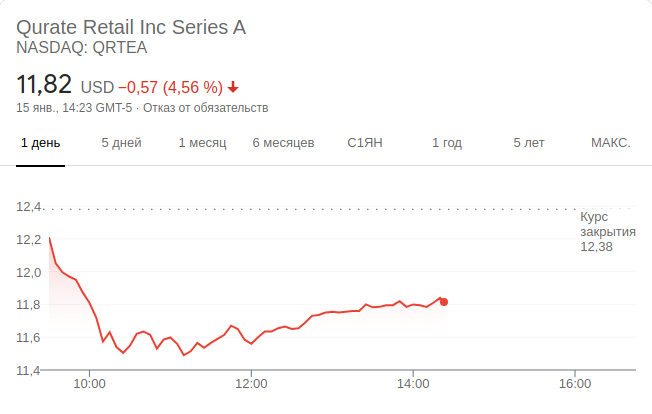 Qurate Retail Inc Series A
NASDAQ: QRTEA
11,82 USD −0,57 (4,56 %)
15 янв., 14:23 GMT-5 · Отказ от обязательств
1 день 5 дней 1 месяц 6 месяцев С1ЯН 1 год 5 лет МАКС.
12,4
Курс
закрытия
12,38
12,2
12,0
11,8
11,6
11,4
10:00 12:00 14:00 16:00